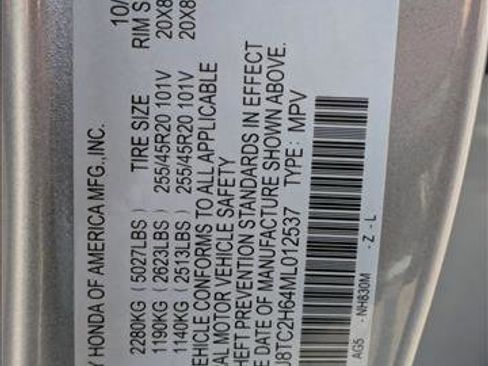 Y HONDA OF AMERICA MFG.,INC. 10/
2280KG (5027LBS) TIRE SIZE RIM S
1190KG (2623LBS) 255/45R20 101V 20X8
1140KG (2513LBS) 255/45R20 101V 20X8
VEHICLE CONFORMS TO ALL APPLICABLE
AL MOTOR VEHICLE SAFETY
HEFT PREVENTION STANDARDS IN EFFECT
E DATE OF MANUFACTURE SHOWN ABOVE.
J8TC2H64ML012537 TYPE: MPV
AG5 -NH830M -Z -L